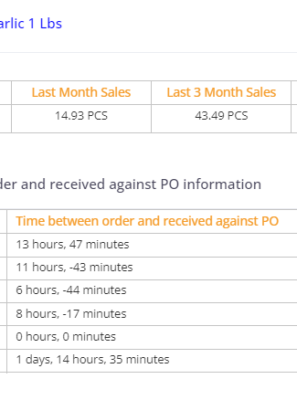 arlic 1 Lbs
Last Month Sales Last 3 Month Sales
14.93 PCS 43.49 PCS
der and received against PO information
Time between order and received against PO
13 hours, 47 minutes
11 hours, -43 minutes
6 hours, -44 minutes
8 hours, -17 minutes
0 hours, 0 minutes
1 days, 14 hours, 35 minutes